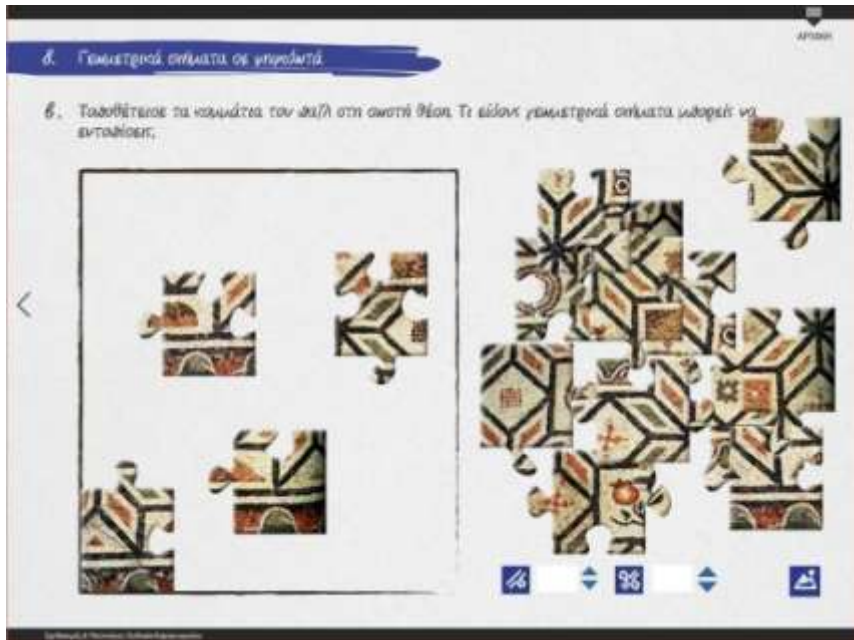 ΑΡΧΙΚΗ
β. Γεωμετρικά σχήματα σε ψηφιδωτά
β. Τοποθέτησε τα κομμάτια του παζλ στη σωστή θέση. Τι είδους γεωμετρικά σχήματα μπορείς να
εντοπίσεις;